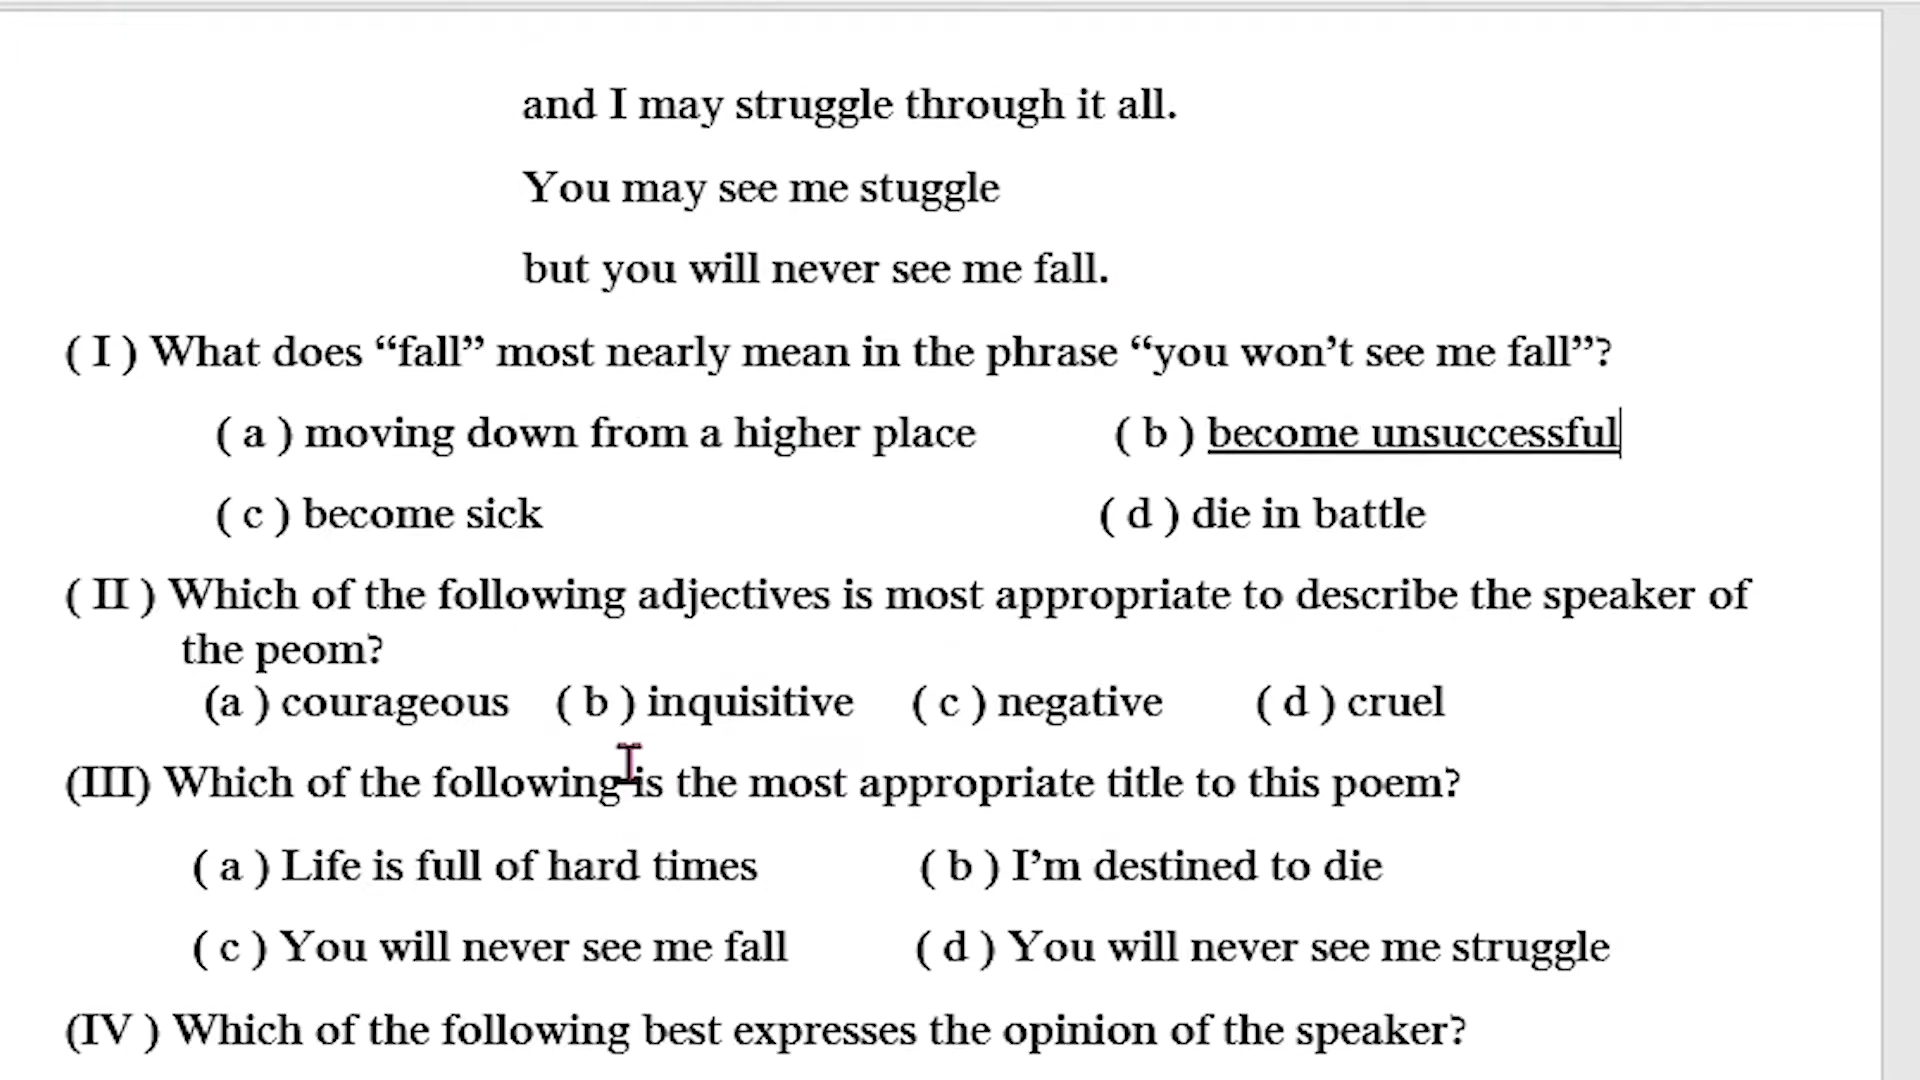 and I may struggle through it all.
You may see me stuggle
but you will never see me fall.
( I ) What does “fall” most nearly mean in the phrase “you won’t see me fall”?
( a ) moving down from a higher place ( b ) become unsuccessful
( c ) become sick ( d ) die in battle
( II ) Which of the following adjectives is most appropriate to describe the speaker of
the peom?
(a ) courageous ( b ) inquisitive ( c ) negative ( d ) cruel
(III) Which of the following is the most appropriate title to this poem?
( a ) Life is full of hard times ( b ) I’m destined to die
( c ) You will never see me fall ( d ) You will never see me struggle
(IV ) Which of the following best expresses the opinion of the speaker?